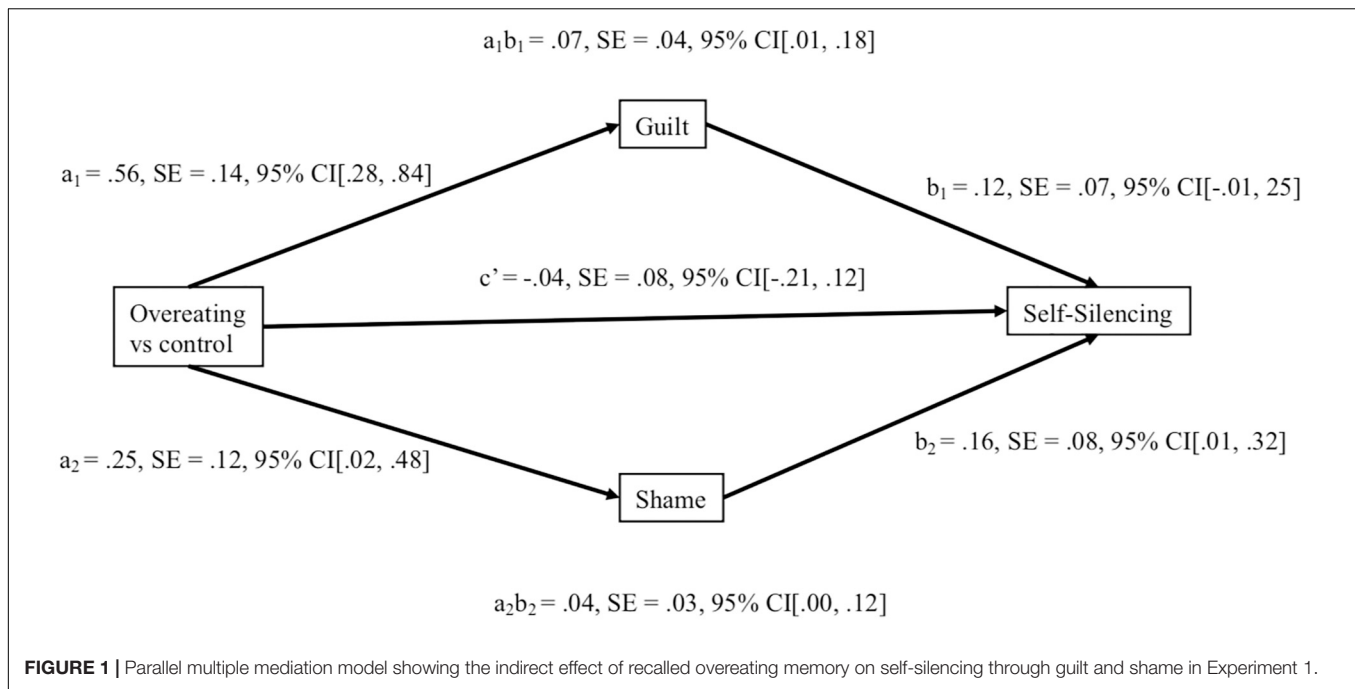 a₁b₁ = .07, SE = .04, 95% CI[.01, .18]
Guilt
a₁ = .56, SE = .14, 95% CI[.28, .84]
b₁ = .12, SE = .07, 95% CI[-.01, 25]
c’ = -.04, SE = .08, 95% CI[-.21, .12]
Overeating
vs control
Self-Silencing
a₂ = .25, SE = .12, 95% CI[.02, .48]
b₂ = .16, SE = .08, 95% CI[.01, .32]
Shame
a₂b₂ = .04, SE = .03, 95% CI[.00, .12]
FIGURE 1 | Parallel multiple mediation model showing the indirect effect of recalled overeating memory on self-silencing through guilt and shame in Experiment 1.